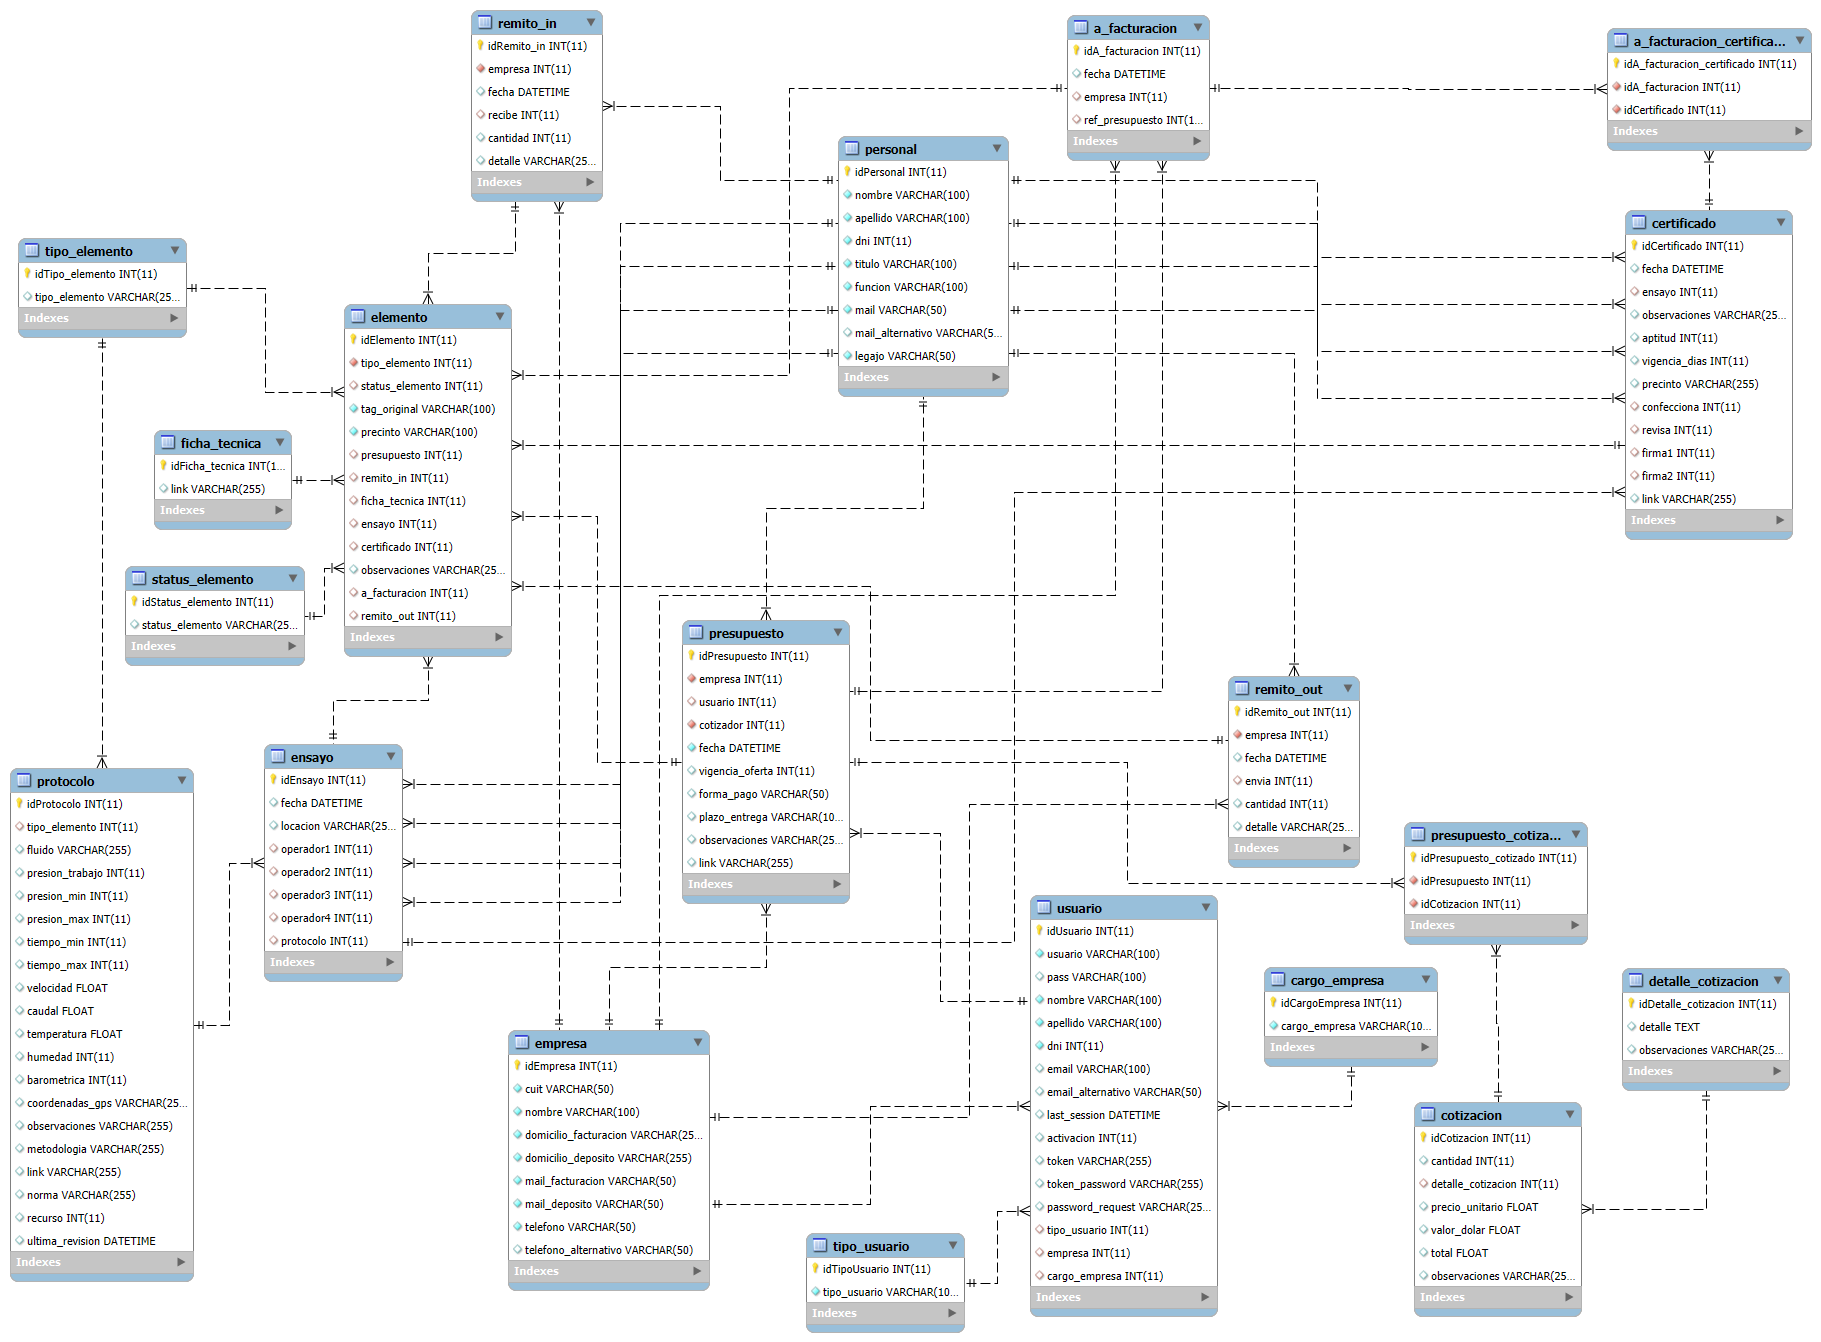 remito_in
idRemito_in INT(11)
empresa INT(11)
fecha DATETIME
recibe INT(11)
cantidad INT(11)
detalle VARCHAR(25...
Indexes
a_facturacion
idA_facturacion INT(11)
fecha DATETIME
empresa INT(11)
ref_presupuesto INT(1...
Indexes
a_facturacion_certifica...
idA_facturacion_certificado INT(11)
idA_facturacion INT(11)
idCertificado INT(11)
Indexes
personal
idPersonal INT(11)
nombre VARCHAR(100)
apellido VARCHAR(100)
dni INT(11)
titulo VARCHAR(100)
funcion VARCHAR(100)
mail VARCHAR(50)
mail_alternativo VARCHAR(5...
legajo VARCHAR(50)
Indexes
certificado
idCertificado INT(11)
fecha DATETIME
ensayo INT(11)
observaciones VARCHAR(25...
aptitud INT(11)
vigencia_dias INT(11)
precinto VARCHAR(255)
confecciona INT(11)
revisa INT(11)
firma1 INT(11)
firma2 INT(11)
link VARCHAR(255)
Indexes
tipo_elemento
idTipo_elemento INT(11)
tipo_elemento VARCHAR(25...
Indexes
elemento
idElemento INT(11)
tipo_elemento INT(11)
status_elemento INT(11)
tag_original VARCHAR(100)
precinto VARCHAR(100)
presupuesto INT(11)
remito_in INT(11)
ficha_tecnica INT(11)
ensayo INT(11)
certificado INT(11)
observaciones VARCHAR(25...
a_facturacion INT(11)
remito_out INT(11)
Indexes
ficha_tecnica
idFicha_tecnica INT(1...
link VARCHAR(255)
Indexes
status_elemento
idStatus_elemento INT(11)
status_elemento VARCHAR(25...
Indexes
presupuesto
idPresupuesto INT(11)
empresa INT(11)
usuario INT(11)
cotizador INT(11)
fecha DATETIME
vigencia_oferta INT(11)
forma_pago VARCHAR(50)
plazo_entrega VARCHAR(10...
observaciones VARCHAR(25...
link VARCHAR(255)
Indexes
remito_out
idRemito_out INT(11)
empresa INT(11)
fecha DATETIME
envia INT(11)
cantidad INT(11)
detalle VARCHAR(25...
Indexes
protocolo
idProtocolo INT(11)
tipo_elemento INT(11)
fluido VARCHAR(255)
presion_trabajo INT(11)
presion_min INT(11)
presion_max INT(11)
tiempo_min INT(11)
tiempo_max INT(11)
velocidad FLOAT
caudal FLOAT
temperatura FLOAT
humedad INT(11)
barometrica INT(11)
coordenadas_gps VARCHAR(25...
observaciones VARCHAR(255)
metodologia VARCHAR(255)
link VARCHAR(255)
norma VARCHAR(255)
recurso INT(11)
ultima_revision DATETIME
Indexes
ensayo
idEnsayo INT(11)
fecha DATETIME
locacion VARCHAR(25...
operador1 INT(11)
operador2 INT(11)
operador3 INT(11)
operador4 INT(11)
protocolo INT(11)
Indexes
presupuesto_cotiza...
idPresupuesto_cotizado INT(11)
idPresupuesto INT(11)
idCotizacion INT(11)
Indexes
usuario
idUsuario INT(11)
usuario VARCHAR(100)
pass VARCHAR(100)
nombre VARCHAR(100)
apellido VARCHAR(100)
dni INT(11)
email VARCHAR(100)
email_alternativo VARCHAR(50)
last_session DATETIME
activacion INT(11)
token VARCHAR(255)
token_password VARCHAR(255)
password_request VARCHAR(25...
tipo_usuario INT(11)
empresa INT(11)
cargo_empresa INT(11)
Indexes
cargo_empresa
idCargoEmpresa INT(11)
cargo_empresa VARCHAR(10...
Indexes
detalle_cotizacion
idDetalle_cotizacion INT(11)
detalle TEXT
observaciones VARCHAR(25...
Indexes
empresa
idEmpresa INT(11)
cuit VARCHAR(50)
nombre VARCHAR(100)
domicilio_facturacion VARCHAR(25...
domicilio_deposito VARCHAR(255)
mail_facturacion VARCHAR(50)
mail_deposito VARCHAR(50)
telefono VARCHAR(50)
telefono_alternativo VARCHAR(50)
Indexes
cotizacion
idCotizacion INT(11)
cantidad INT(11)
detalle_cotizacion INT(11)
precio_unitario FLOAT
valor_dolar FLOAT
total FLOAT
observaciones VARCHAR(25...
Indexes
tipo_usuario
idTipoUsuario INT(11)
tipo_usuario VARCHAR(10...
Indexes